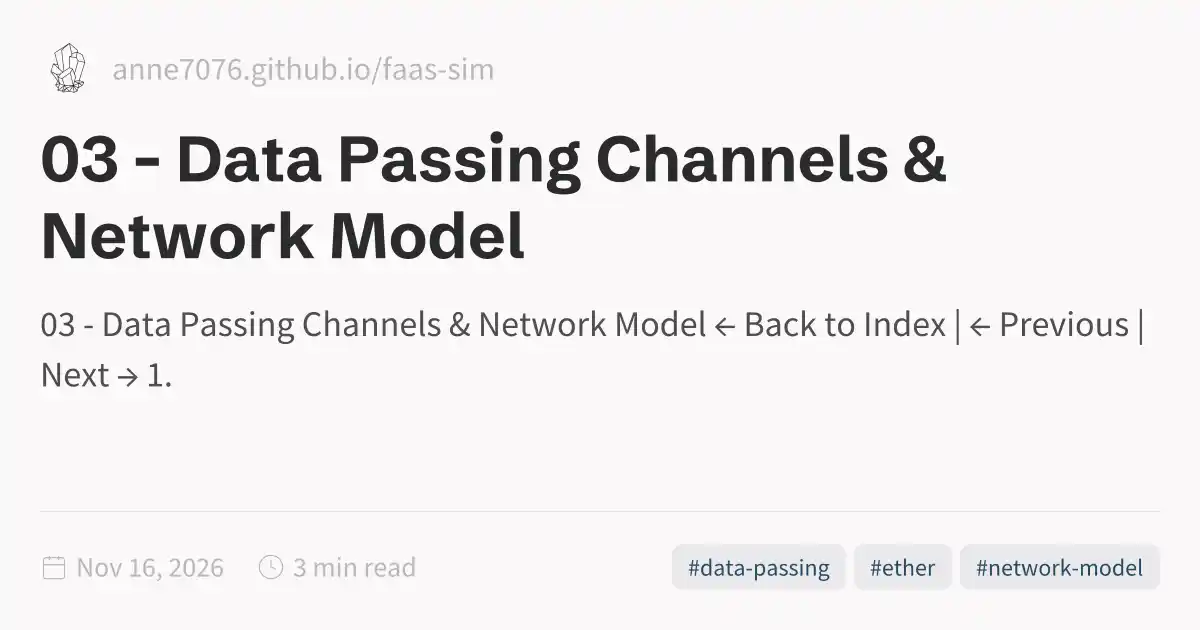 anne7076.github.io/faas-sim
03 - Data Passing Channels &
Network Model
03 - Data Passing Channels & Network Model ← Back to Index | ← Previous |
Next → 1.
Nov 16, 2026 3 min read #data-passing #ether #network-model